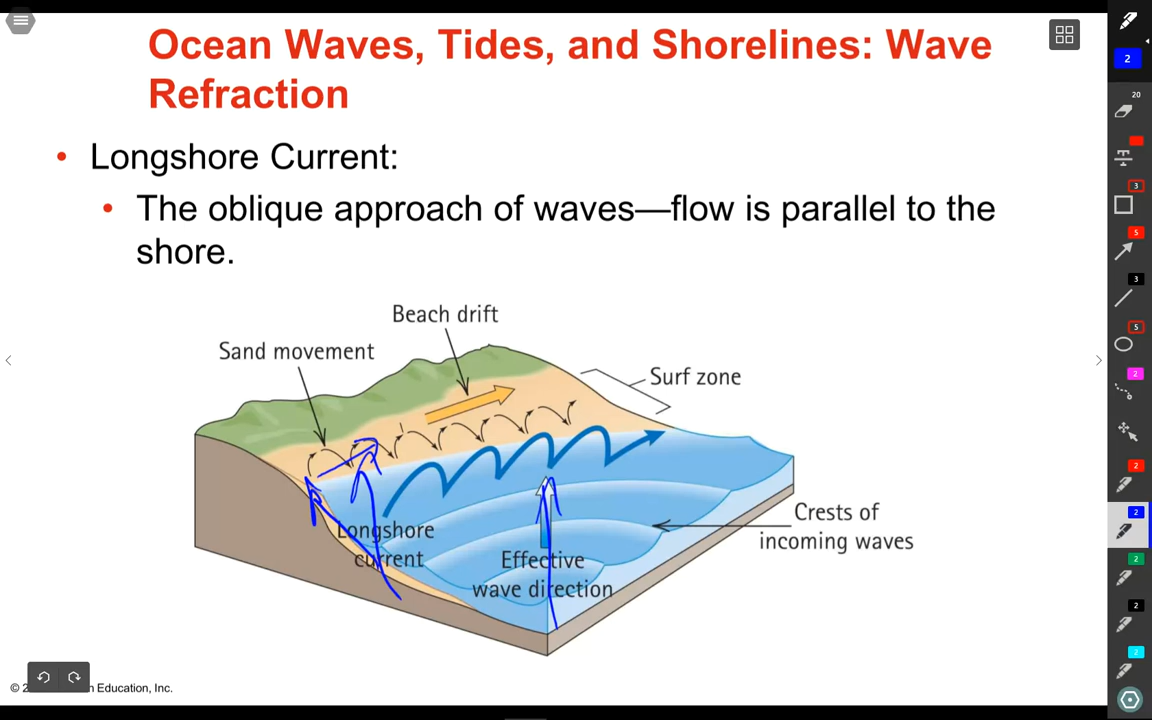 Ocean Waves, Tides, and Shorelines: Wave
Refraction
• Longshore Current:
• The oblique approach of waves—flow is parallel to the
shore.
Beach drift
Sand movement
Surf zone
Crests of
incoming waves
Longshore
current
Effective
wave direction
© 2 Education, Inc.
2
20
3
5
3
5
2
2
2
2
2
2